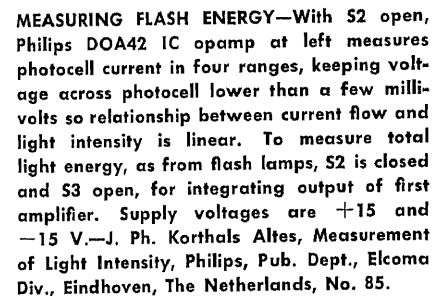 MEASURING FLASH ENERGY—With S2 open,
Philips DOA42 IC opamp at left measures
photocell current in four ranges, keeping volt-
age across photocell lower than a few milli-
volts so relationship between current flow and
light intensity is linear. To measure total
light energy, as from flash lamps, S2 is closed
and S3 open, for integrating output of first
amplifier. Supply voltages are +15 and
−15 V.—J. Ph. Korthals Altes, Measurement
of Light Intensity, Philips, Pub. Dept., Elcoma
Div., Eindhoven, The Netherlands, No. 85.